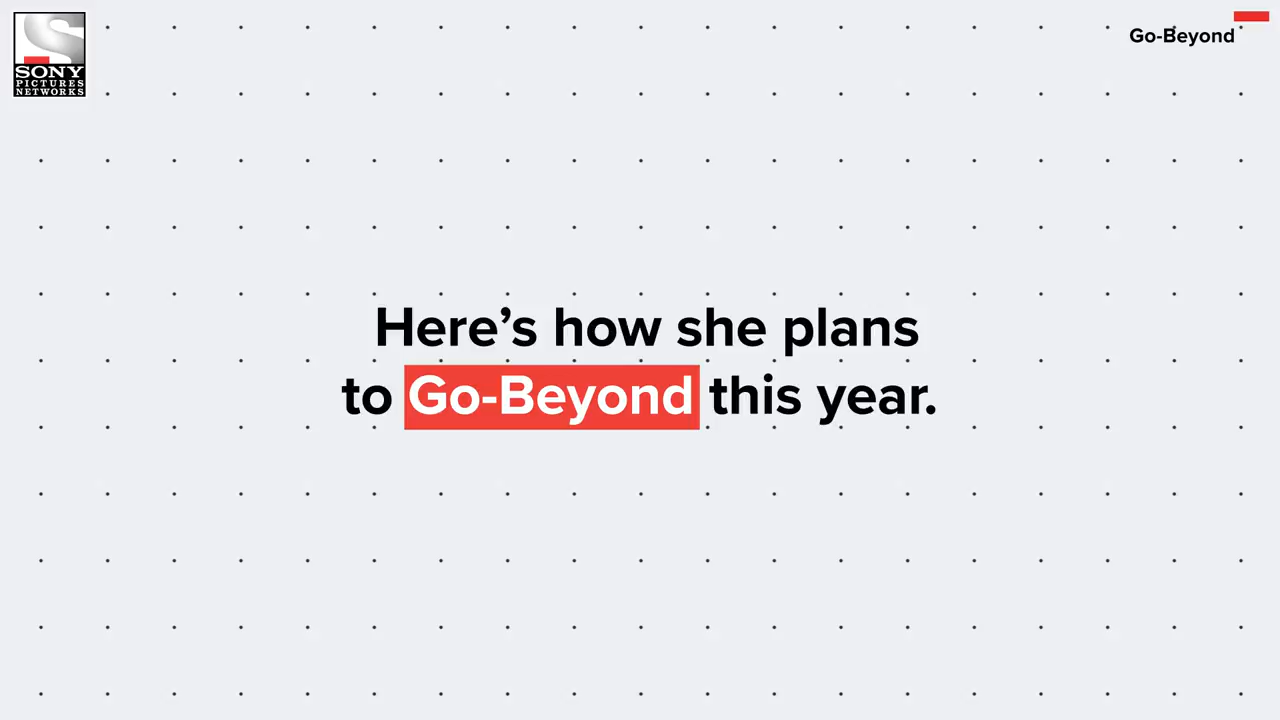 SONY
PICTURES
NETWORKS
Go-Beyond
Here’s how she plans
to Go-Beyond this year.